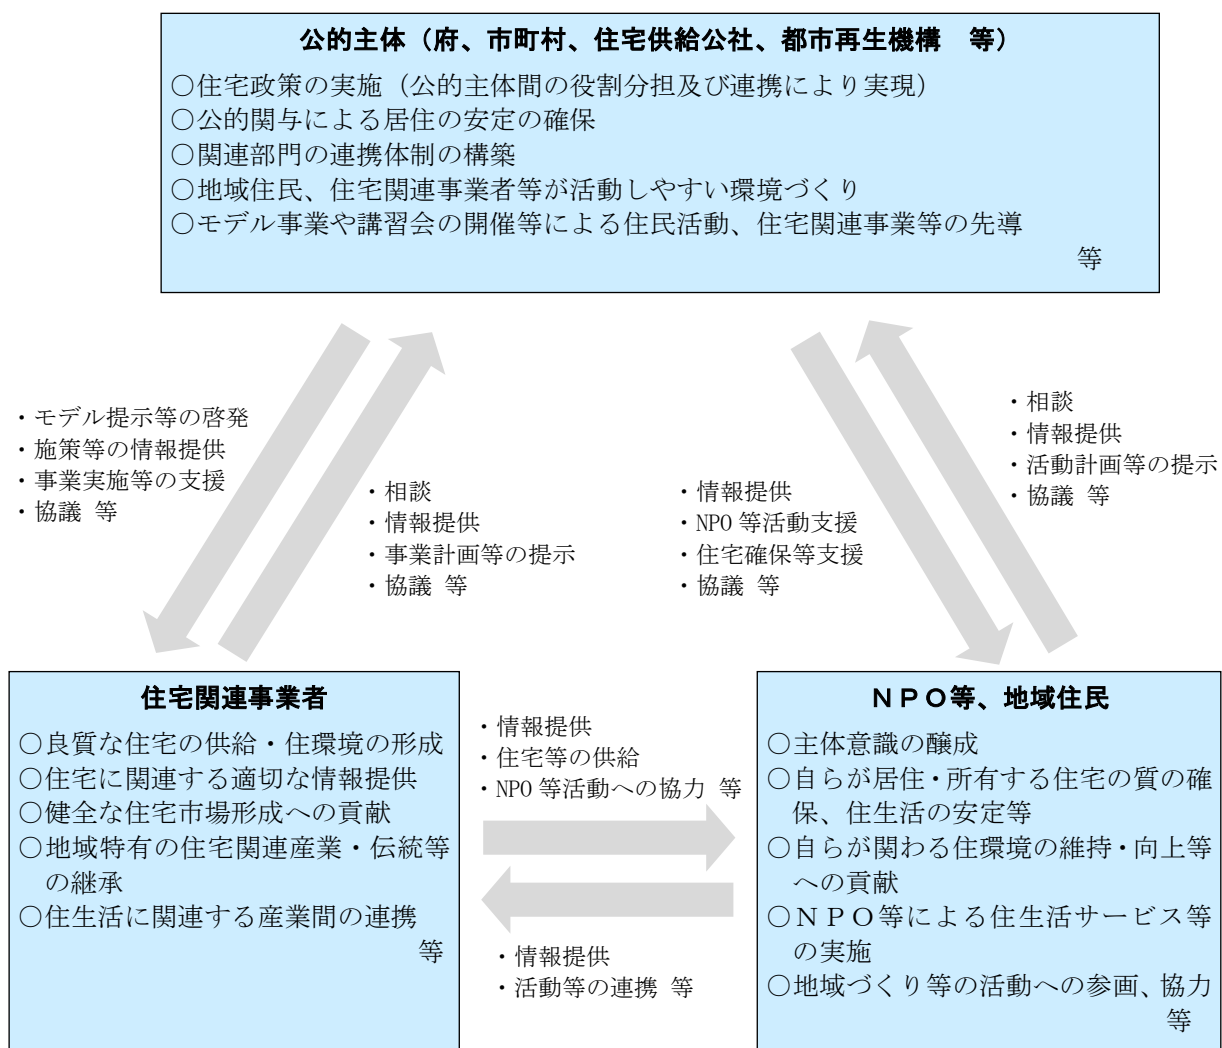 公的主体（府、市町村、住宅供給公社、都市再生機構　等）
○住宅政策の実施（公的主体間の役割分担及び連携により実現）
○公的関与による居住の安定の確保
○関連部門の連携体制の構築
○地域住民、住宅関連事業者等が活動しやすい環境づくり
○モデル事業や講習会の開催等による住民活動、住宅関連事業等の先導
等
・モデル提示等の啓発
・施策等の情報提供
・事業実施等の支援
・協議 等
・相談
・情報提供
・事業計画等の提示
・協議 等
・情報提供
・NPO 等活動支援
・住宅確保等支援
・協議 等
・相談
・情報提供
・活動計画等の提示
・協議 等
住宅関連事業者
○良質な住宅の供給・住環境の形成
○住宅に関連する適切な情報提供
○健全な住宅市場形成への貢献
○地域特有の住宅関連産業・伝統等
の継承
○住生活に関連する産業間の連携
等
・情報提供
・住宅等の供給
・NPO 等活動への協力 等
・情報提供
・活動等の連携 等
ＮＰＯ等、地域住民
○主体意識の醸成
○自らが居住・所有する住宅の質の確
保、住生活の安定等
○自らが関わる住環境の維持・向上等
への貢献
○ＮＰＯ等による住生活サービス等
の実施
○地域づくり等の活動への参画、協力
等